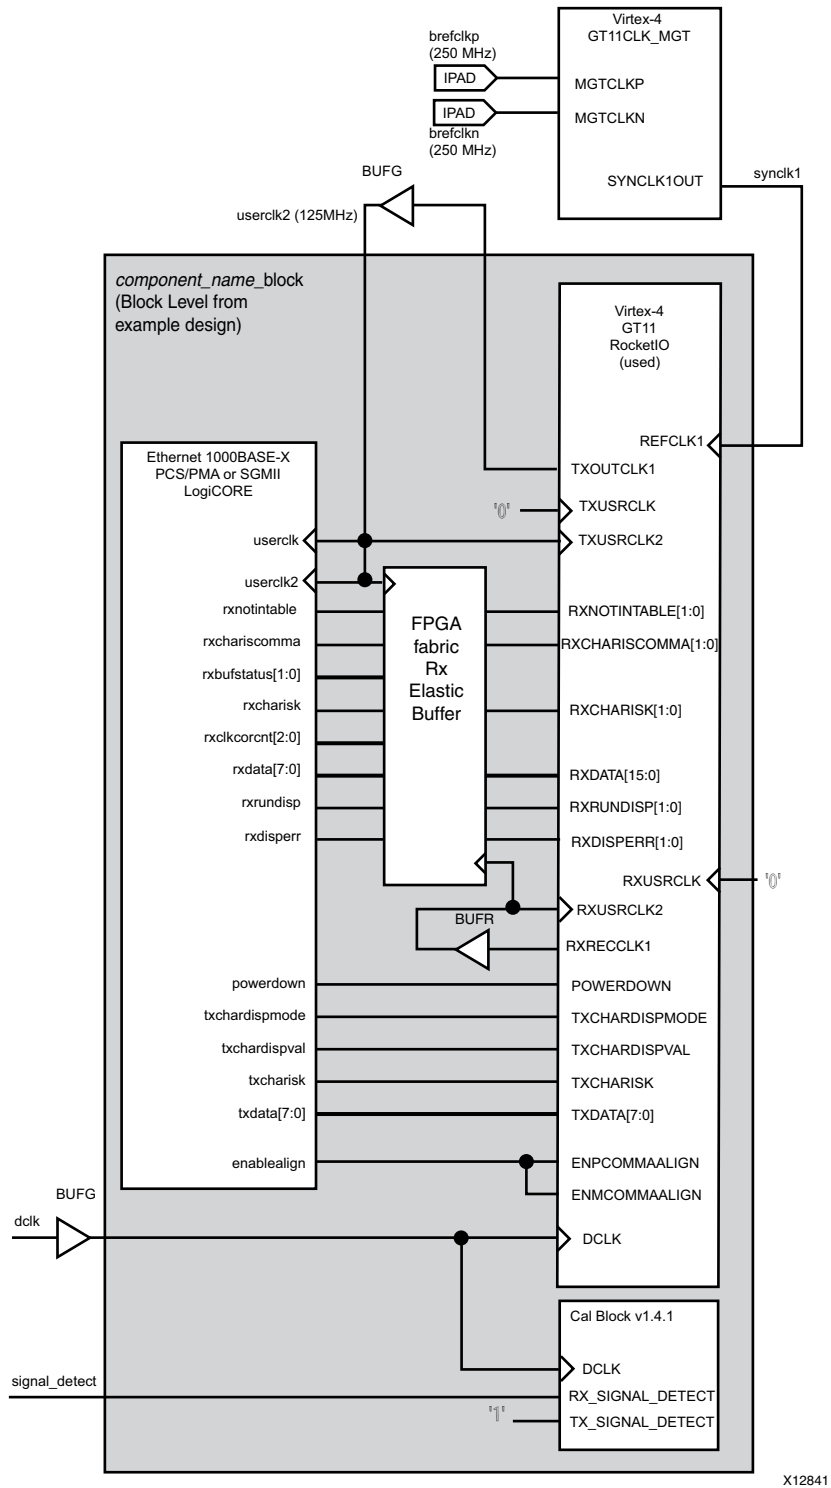 Virtex-4
GT11CLK_MGT
brefclkp
(250 MHz)
IPAD
MGTCLKP
IPAD
MGTCLKN
brefclkn
(250 MHz)
SYNCLK1OUT
synclk1
BUFG
userclk2 (125MHz)
component_name_block
(Block Level from
example design)
Virtex-4
GT11
RocketIO
(used)
REFCLK1
Ethernet 1000BASE-X
PCS/PMA or SGMII
LogiCORE
TXOUTCLK1
'0'
TXUSRCLK
userclk
TXUSRCLK2
userclk2
rxnotintable
RXNOTINTABLE[1:0]
FPGA
fabric
Rx
Elastic
Buffer
rxchariscomma
RXCHARISCOMMA[1:0]
rxbufstatus[1:0]
rxcharisk
RXCHARISK[1:0]
rxclkcorcnt[2:0]
rxdata[7:0]
RXDATA[15:0]
rxrundisp
RXRUNDISP[1:0]
rxdisperr
RXDISPERR[1:0]
RXUSRCLK
'0'
RXUSRCLK2
BUFR
RXRECCLK1
powerdown
POWERDOWN
txchardispmode
TXCHARDISPMODE
txchardispval
TXCHARDISPVAL
txcharisk
TXCHARISK
txdata[7:0]
TXDATA[7:0]
enablealign
ENPCOMMAALIGN
ENMCOMMAALIGN
BUFG
dclk
DCLK
Cal Block v1.4.1
DCLK
signal_detect
RX_SIGNAL_DETECT
'1'
TX_SIGNAL_DETECT
X12841